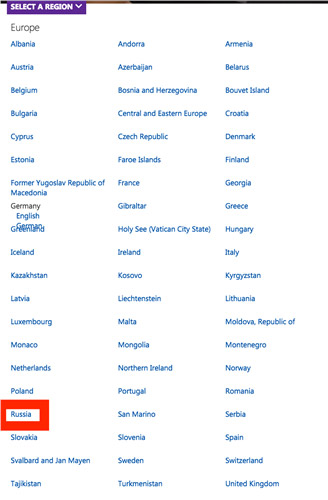 SELECT A REGION
Europe
Albania Andorra Armenia
Austria Azerbaijan Belarus
Belgium Bosnia and Herzegovina Bouvet Island
Bulgaria Central and Eastern Europe Croatia
Cyprus Czech Republic Denmark
Estonia Faroe Islands Finland
Former Yugoslav Republic of Macedonia France Georgia
Germany Gibraltar Greece
English
German
Greenland Holy See (Vatican City State) Hungary
Iceland Ireland Italy
Kazakhstan Kosovo Kyrgyzstan
Latvia Liechtenstein Lithuania
Luxembourg Malta Moldova, Republic of
Monaco Mongolia Montenegro
Netherlands Northern Ireland Norway
Poland Portugal Romania
Russia San Marino Serbia
Slovakia Slovenia Spain
Svalbard and Jan Mayen Sweden Switzerland
Tajikistan Turkmenistan United Kingdom